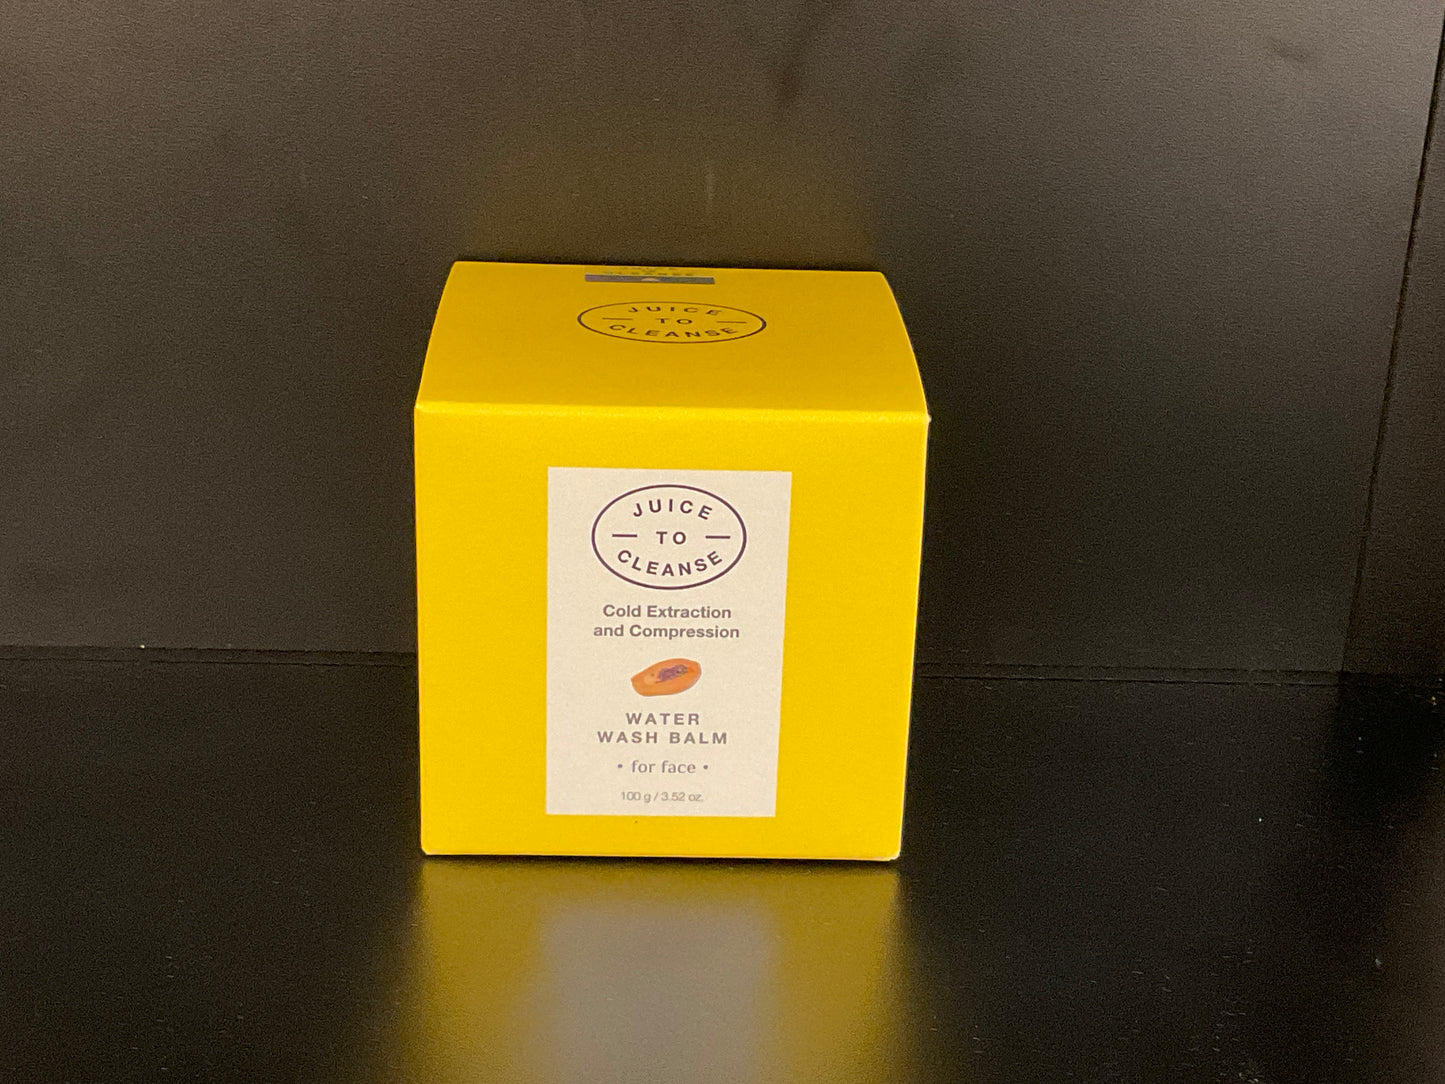 JUICE
TO
CLEANSE
JUICE
TO
CLEANSE
Cold Extraction
and Compression
WATER
WASH BALM
• for face •
100 g / 3.52 oz.